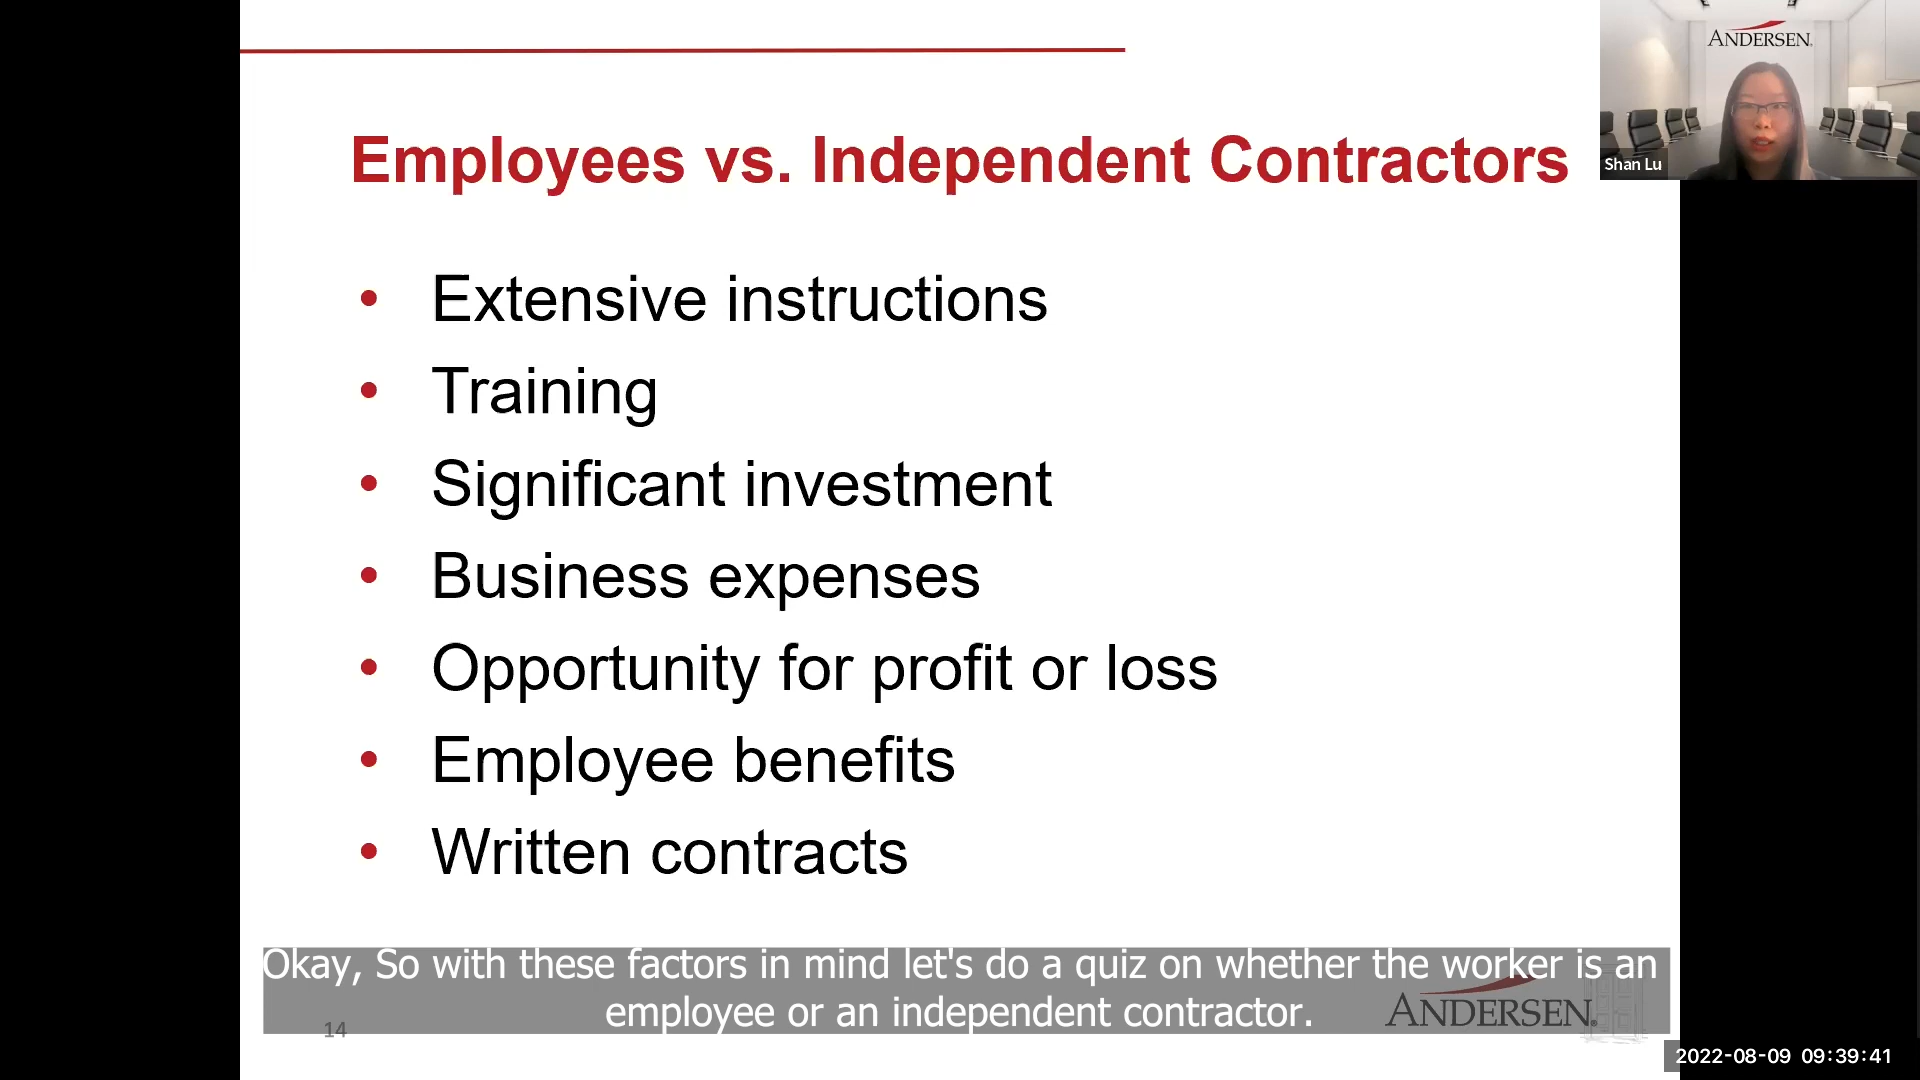 ANDERSEN
Shan Lu
Employees vs. Independent Contractors
• Extensive instructions
• Training
• Significant investment
• Business expenses
• Opportunity for profit or loss
• Employee benefits
• Written contracts
Okay, So with these factors in mind let's do a quiz on whether the worker is an
employee or an independent contractor.
ANDERSEN
14
2022-08-09 09:39:41